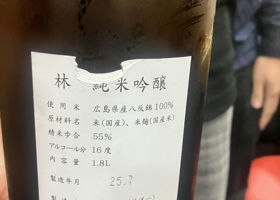 林 純米吟醸
使用米 広島県産八反錦100%
原材料名 米(国産)、米麹(国産米)
精米歩合 55%
アルコール分 16度
内容量 1.8L
製造年月 25.7